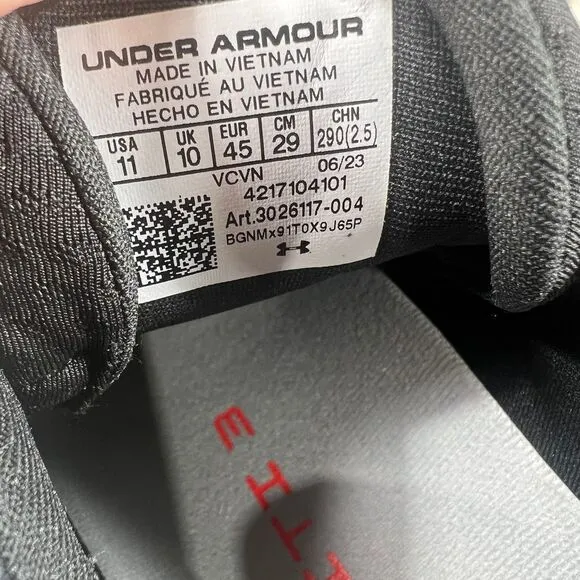 UNDER ARMOUR
MADE IN VIETNAM
FABRIQUÉ AU VIETNAM
HECHO EN VIETNAM
USA UK EUR CM CHN
11 10 45 29 290(2.5)
VCVN 06/23
4217104101
Art.3026117-004
BGNMx91T0X9J65P